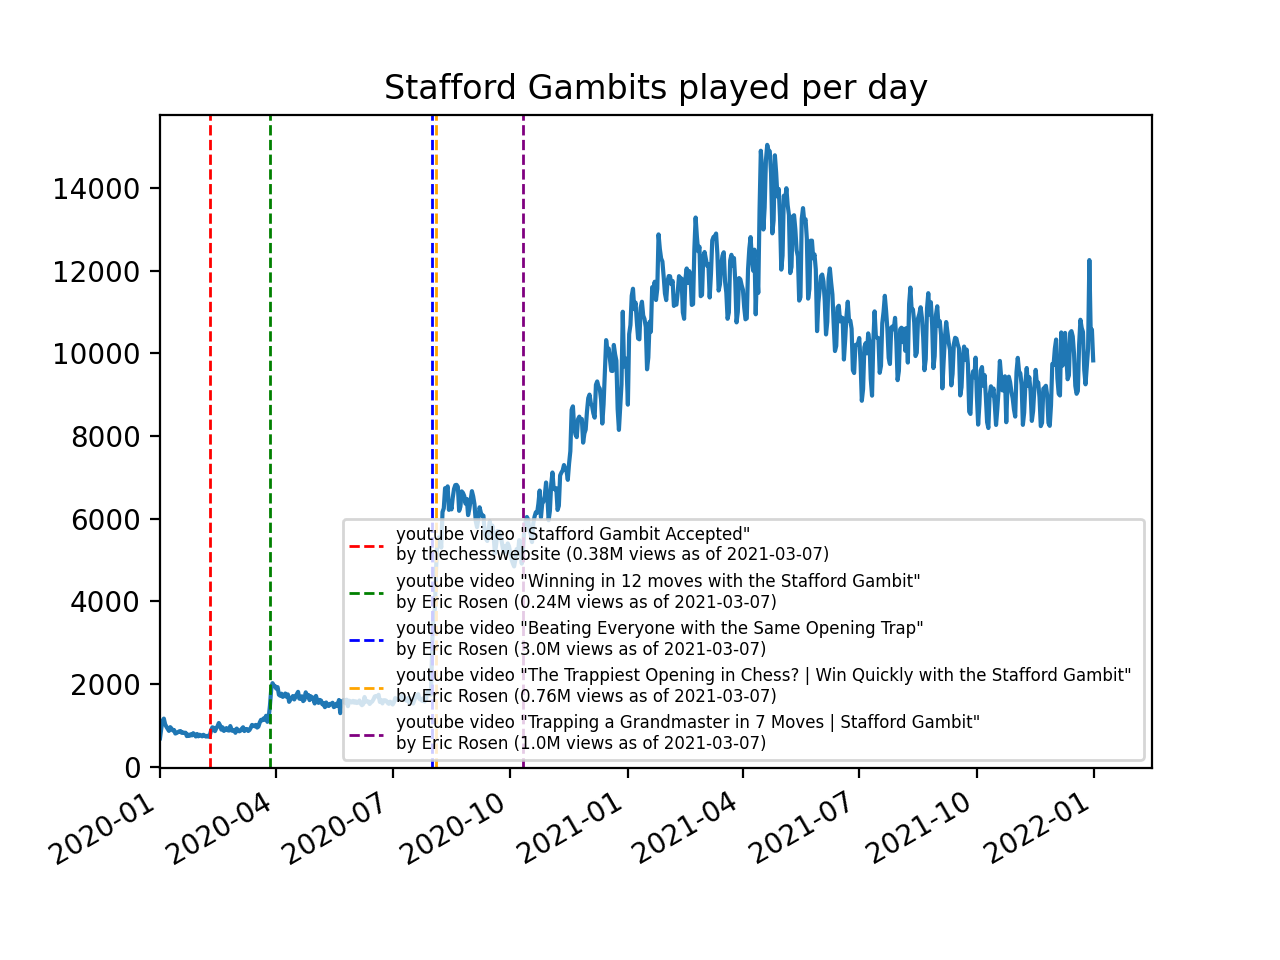 Stafford Gambits played per day
14000
12000
10000
8000
6000
4000
2000
0
youtube video "Stafford Gambit Accepted"
by thechesswebsite (0.38M views as of 2021-03-07)
youtube video "Winning in 12 moves with the Stafford Gambit"
by Eric Rosen (0.24M views as of 2021-03-07)
youtube video "Beating Everyone with the Same Opening Trap"
by Eric Rosen (3.0M views as of 2021-03-07)
youtube video "The Trappiest Opening in Chess? | Win Quickly with the Stafford Gambit"
by Eric Rosen (0.76M views as of 2021-03-07)
youtube video "Trapping a Grandmaster in 7 Moves | Stafford Gambit"
by Eric Rosen (1.0M views as of 2021-03-07)
2020-01
2020-04
2020-07
2020-10
2021-01
2021-04
2021-07
2021-10
2022-01